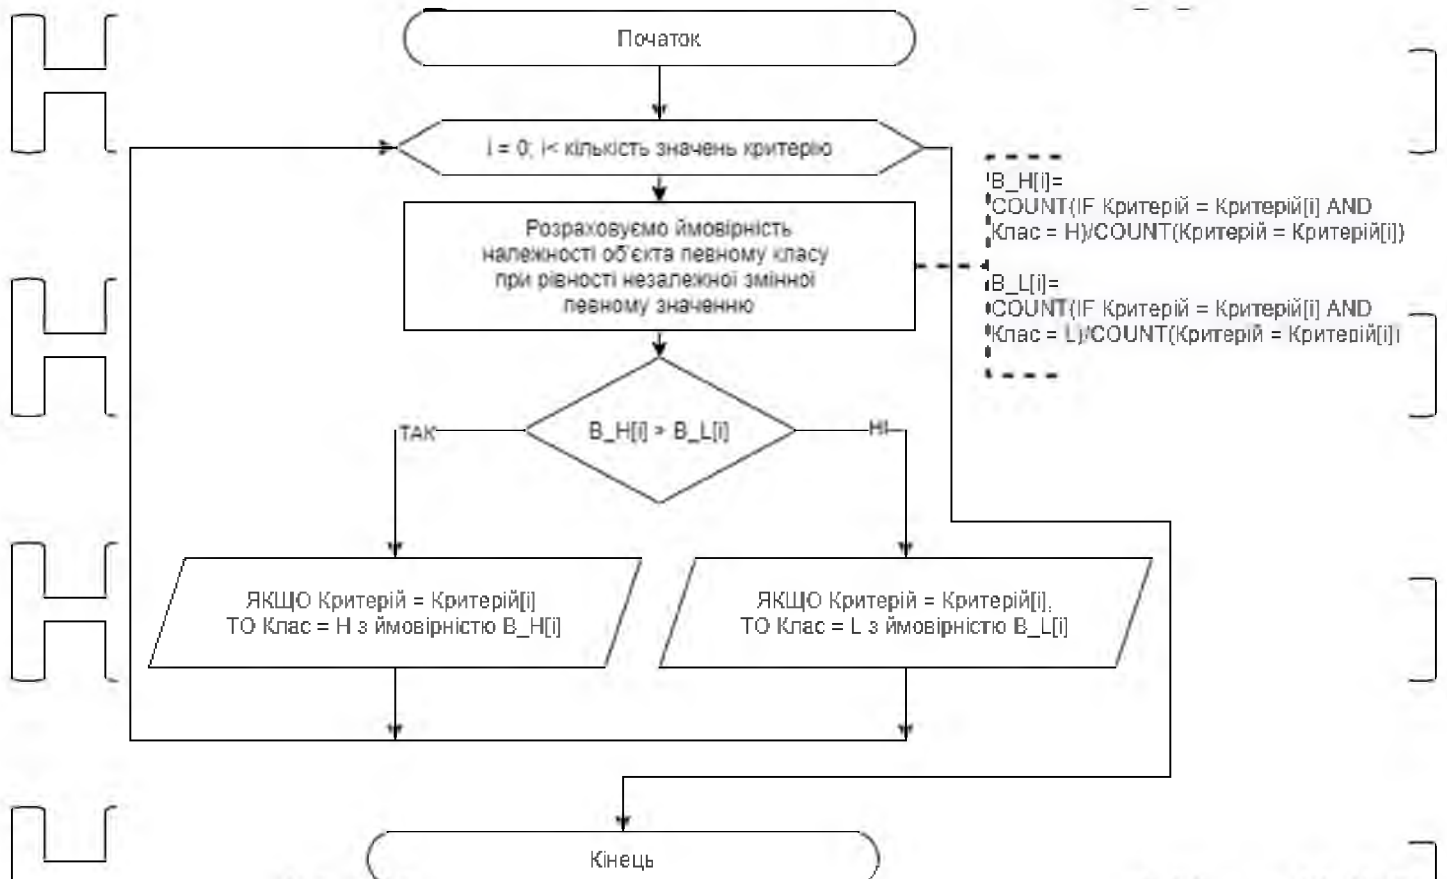 Початок
i = 0; i< кількість значень критерію
Розраховуємо ймовірність
належності об'єкта певному класу
при рівності незалежної змінної
певному значенню
B_H[i]=
COUNT(IF Критерій = Критерій[i] AND
Клас = H)/COUNT(Критерій = Критерій[i])
B_L[i]=
COUNT(IF Критерій = Критерій[i] AND
Клас = L)/COUNT(Критерій = Критерій[i])
B_H[i] > B_L[i]
ТАК
НІ
ЯКЩО Критерій = Критерій[i]
ТО Клас = H з ймовірністю B_H[i]
ЯКЩО Критерій = Критерій[i],
ТО Клас = L з ймовірністю B_L[i]
Кінець